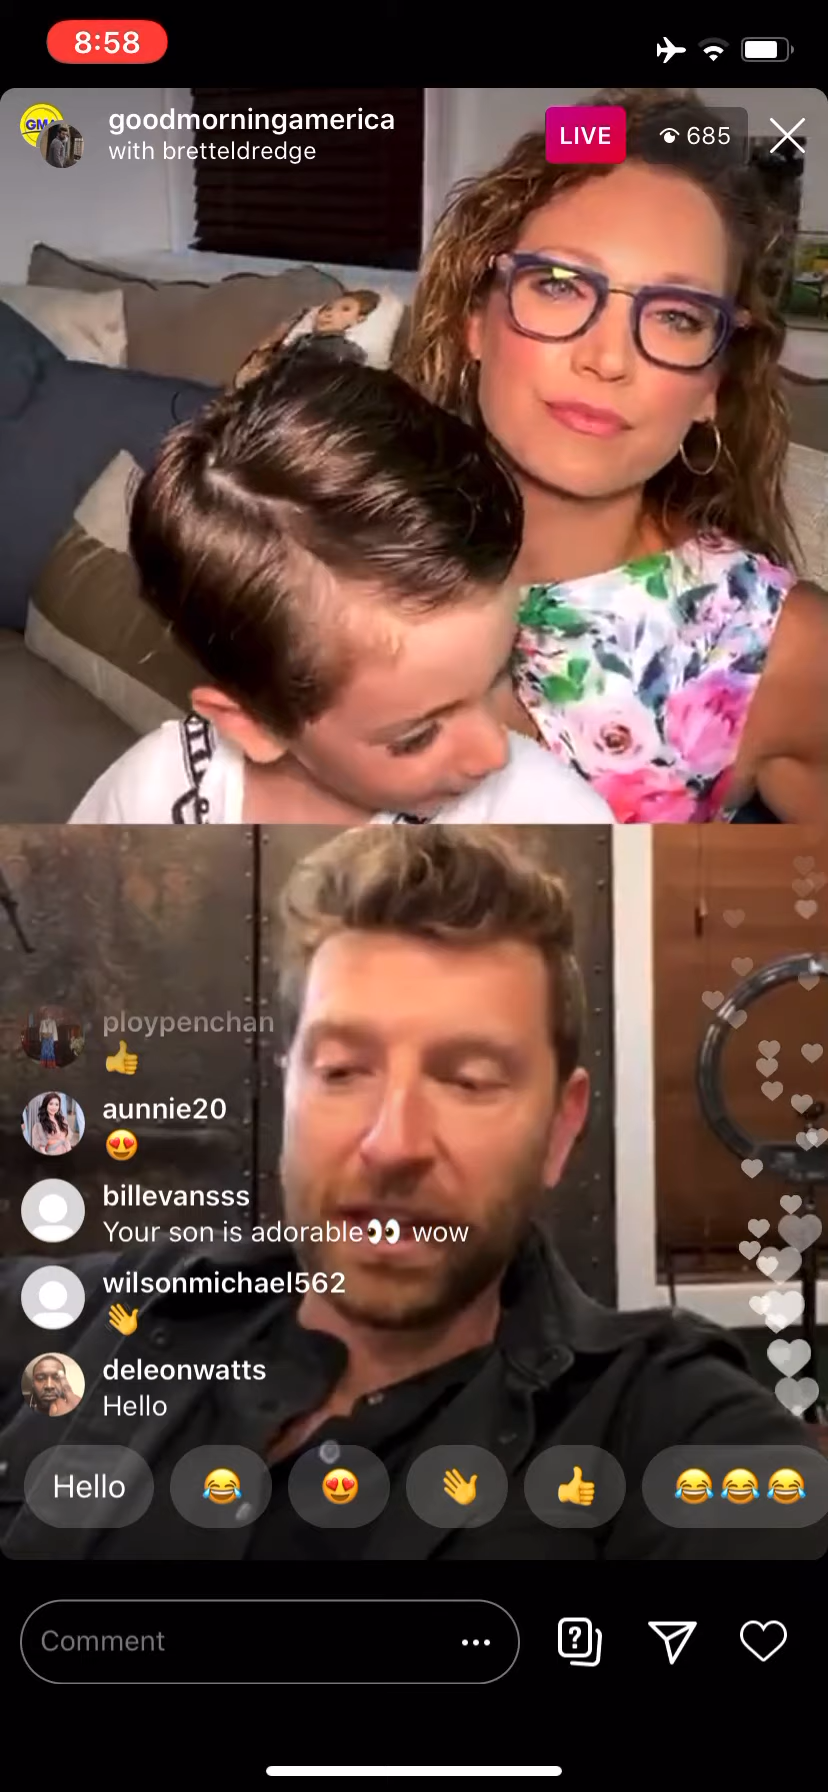 8:58
GMA
goodmorningamerica
with bretteldredge
LIVE
685
ploypenchan
👍
aunnie20
😍
billevansss
Your son is adorable👀 wow
wilsonmichael562
👋
deleonwatts
Hello
Hello 😂 😍 👋 👍 😂😂😂
Comment